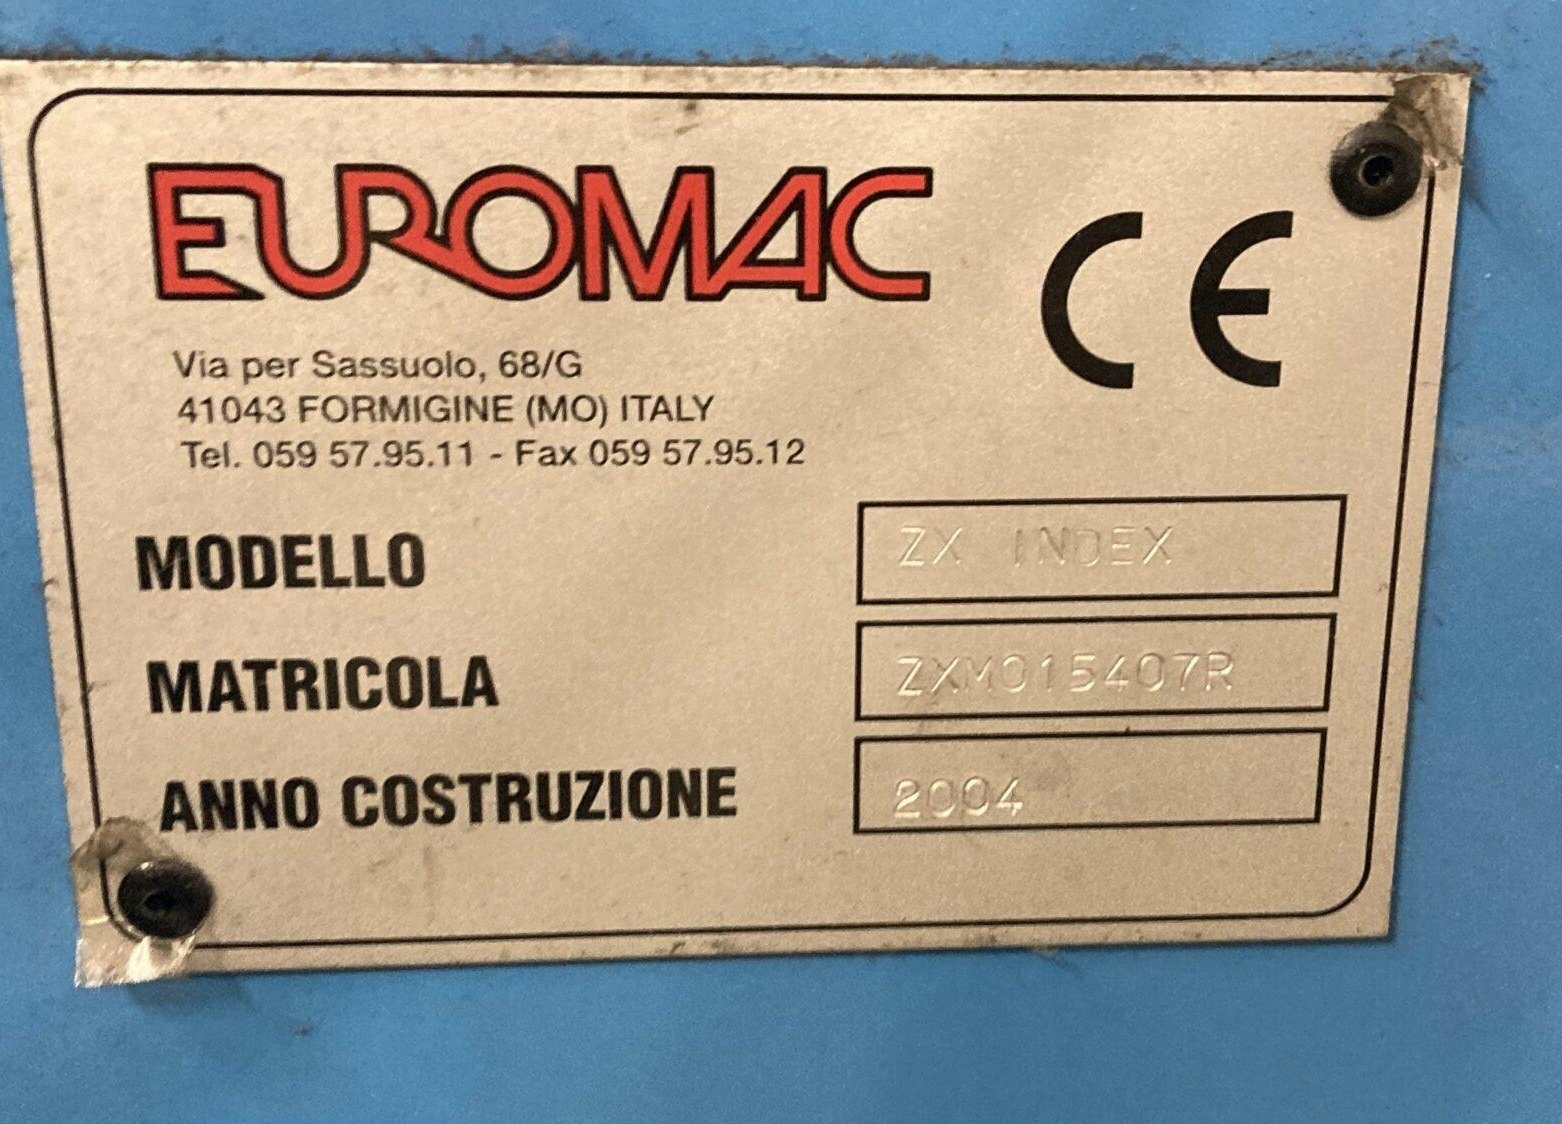 EUROMAC
CE
Via per Sassuolo, 68/G
41043 FORMIGINE (MO) ITALY
Tel. 059 57.95.11 - Fax 059 57.95.12
MODELLO ZX INDEX
MATRICOLA ZXM015407R
ANNO COSTRUZIONE 2004